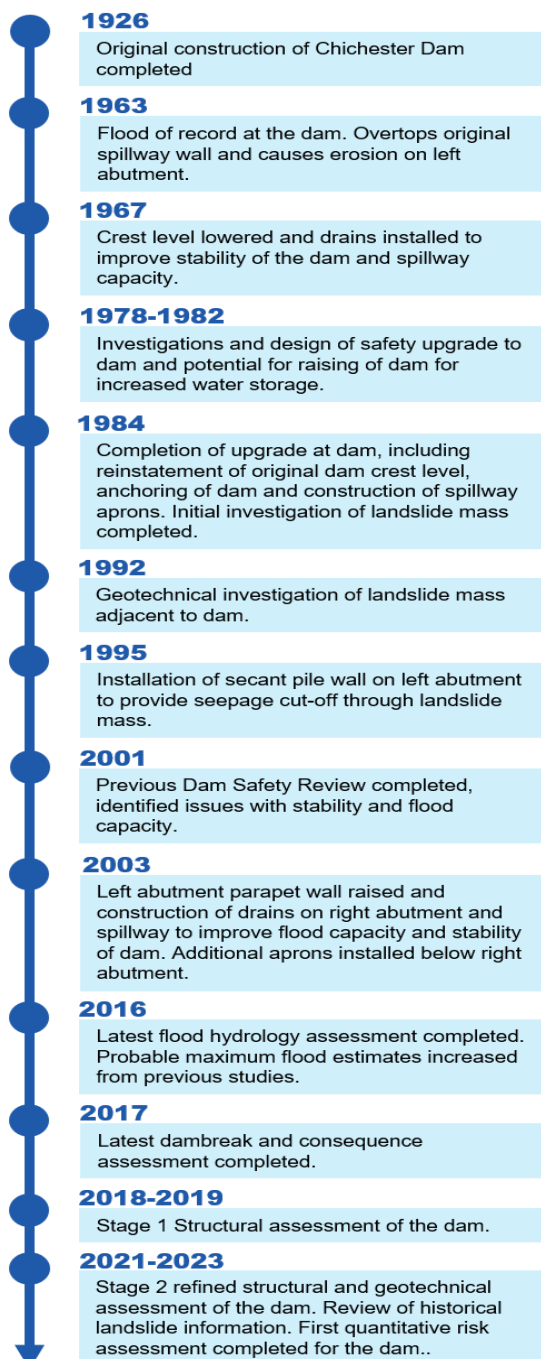 1926
Original construction of Chichester Dam
completed
1963
Flood of record at the dam. Overtops original
spillway wall and causes erosion on left
abutment.
1967
Crest level lowered and drains installed to
improve stability of the dam and spillway
capacity.
1978-1982
Investigations and design of safety upgrade to
dam and potential for raising of dam for
increased water storage.
1984
Completion of upgrade at dam, including
reinstatement of original dam crest level,
anchoring of dam and construction of spillway
aprons. Initial investigation of landslide mass
completed.
1992
Geotechnical investigation of landslide mass
adjacent to dam.
1995
Installation of secant pile wall on left abutment
to provide seepage cut-off through landslide
mass.
2001
Previous Dam Safety Review completed,
identified issues with stability and flood
capacity.
2003
Left abutment parapet wall raised and
construction of drains on right abutment and
spillway to improve flood capacity and stability
of dam. Additional aprons installed below right
abutment.
2016
Latest flood hydrology assessment completed.
Probable maximum flood estimates increased
from previous studies.
2017
Latest dambreak and consequence
assessment completed.
2018-2019
Stage 1 Structural assessment of the dam.
2021-2023
Stage 2 refined structural and geotechnical
assessment of the dam. Review of historical
landslide information. First quantitative risk
assessment completed for the dam..